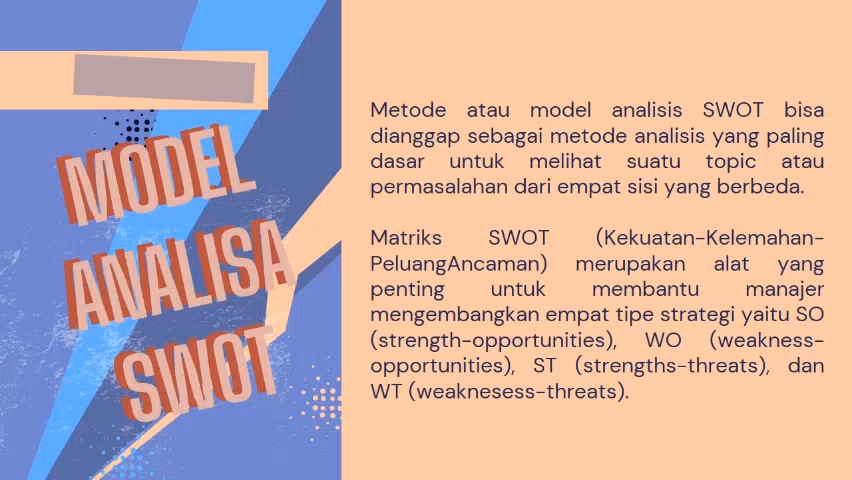 MODEL
ANALISA
SWOT
Metode atau model analisis SWOT bisa
dianggap sebagai metode analisis yang paling
dasar untuk melihat suatu topic atau
permasalahan dari empat sisi yang berbeda.
Matriks SWOT (Kekuatan-Kelemahan-
PeluangAncaman) merupakan alat yang
penting untuk membantu manajer
mengembangkan empat tipe strategi yaitu SO
(strength-opportunities), WO (weakness-
opportunities), ST (strengths-threats), dan
WT (weaknesess-threats).